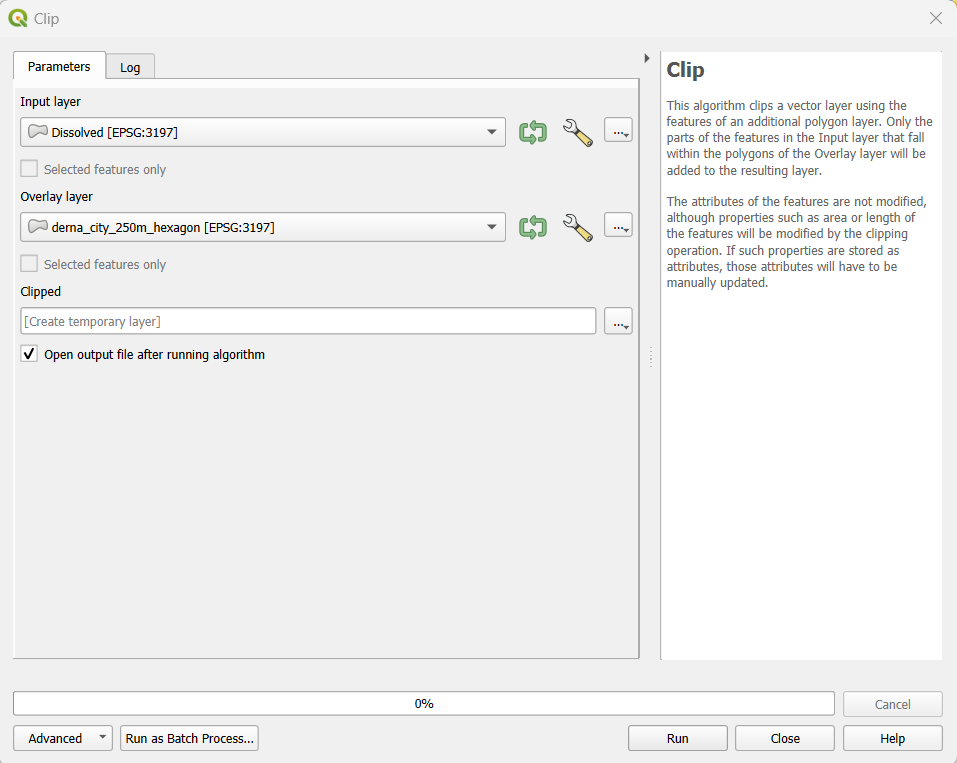 Clip
Parameters
Log
Input layer
Dissolved [EPSG:3197]
...
Selected features only
Overlay layer
derna_city_250m_hexagon [EPSG:3197]
...
Selected features only
Clipped
[Create temporary layer]
...
Open output file after running algorithm
Clip
This algorithm clips a vector layer using the
features of an additional polygon layer. Only the
parts of the features in the Input layer that fall
within the polygons of the Overlay layer will be
added to the resulting layer.
The attributes of the features are not modified,
although properties such as area or length of
the features will be modified by the clipping
operation. If such properties are stored as
attributes, those attributes will have to be
manually updated.
0%
Cancel
Advanced
Run as Batch Process...
Run
Close
Help